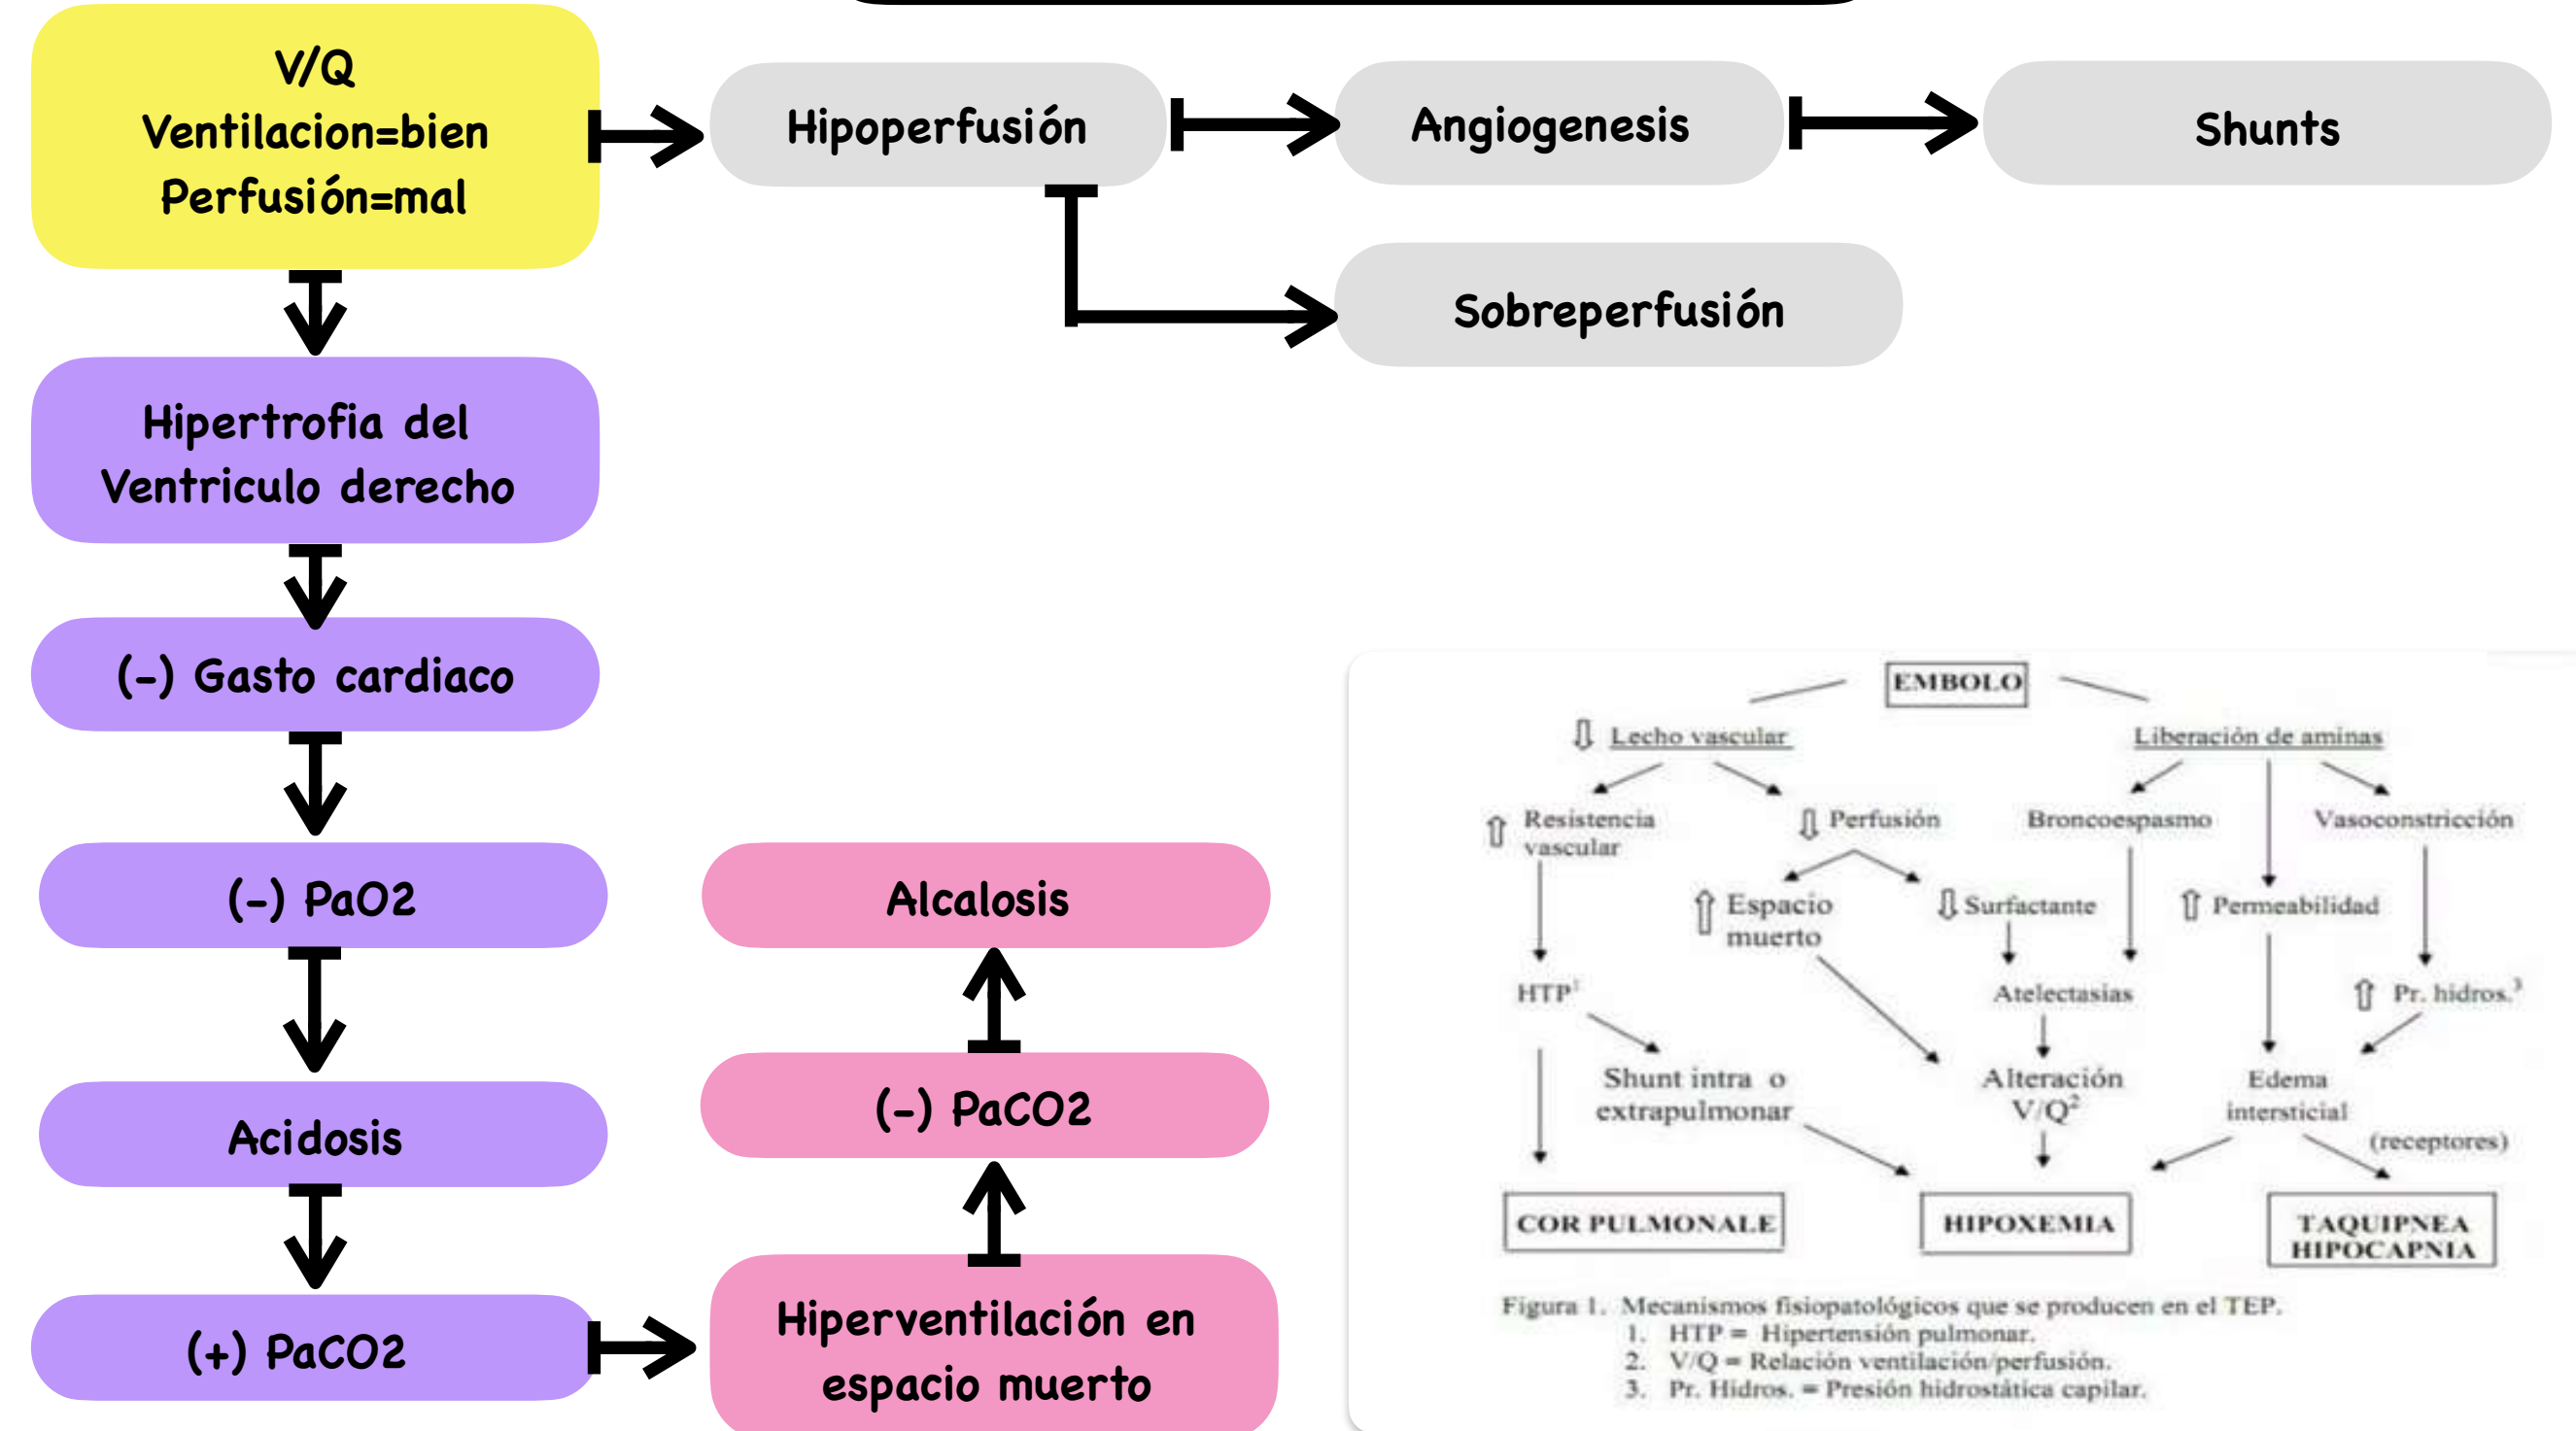 V/Q
Ventilacion=bien
Perfusión=mal
Hipoperfusión
Angiogenesis
Shunts
Sobreperfusión
Hipertrofia del
Ventriculo derecho
(-) Gasto cardiaco
(-) PaO2
Acidosis
(+) PaCO2
Hiperventilación en
espacio muerto
(-) PaCO2
Alcalosis
EMBOLO
⇩ Lecho vascular
Liberación de aminas
⇧ Resistencia
vascular
⇩ Perfusión
Broncoespasmo
Vasoconstricción
⇧ Espacio
muerto
⇩ Surfactante
⇧ Permeabilidad
HTP¹
Atelectasias
⇧ Pr. hidros.³
Shunt intra o
extrapulmonar
Alteración
V/Q²
Edema
intersticial
(receptores)
COR PULMONALE
HIPOXEMIA
TAQUIPNEA
HIPOCAPNIA
Figura 1. Mecanismos fisiopatológicos que se producen en el TEP.
1. HTP = Hipertensión pulmonar.
2. V/Q = Relación ventilación/perfusión.
3. Pr. Hidros. = Presión hidrostática capilar.